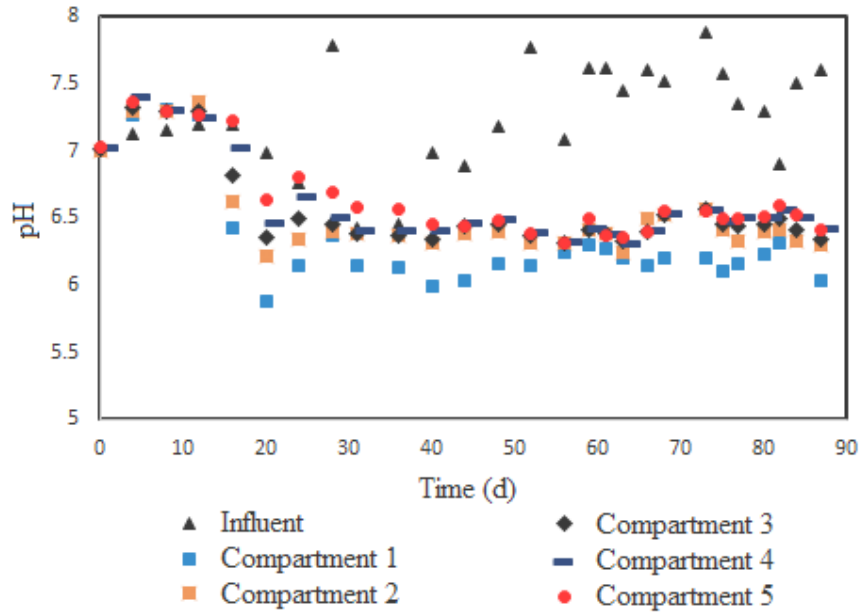 8
7.5
7
6.5
6
5.5
5
pH
0 10 20 30 40 50 60 70 80 90
Time (d)
Influent
Compartment 3
Compartment 1
Compartment 4
Compartment 2
Compartment 5